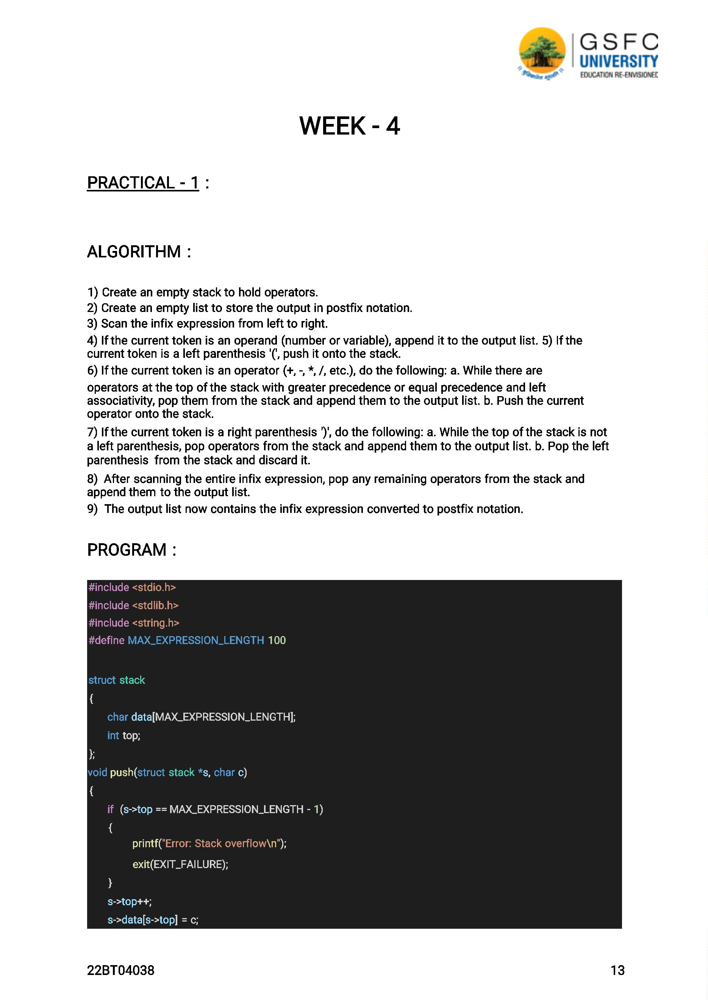 GSFC
UNIVERSITY
EDUCATION RE-ENVISIONED
WEEK - 4
PRACTICAL - 1 :
ALGORITHM :
1) Create an empty stack to hold operators.
2) Create an empty list to store the output in postfix notation.
3) Scan the infix expression from left to right.
4) If the current token is an operand (number or variable), append it to the output list. 5) If the
current token is a left parenthesis '(', push it onto the stack.
6) If the current token is an operator (+, -, *, /, etc.), do the following: a. While there are
operators at the top of the stack with greater precedence or equal precedence and left
associativity, pop them from the stack and append them to the output list. b. Push the current
operator onto the stack.
7) If the current token is a right parenthesis ')', do the following: a. While the top of the stack is not
a left parenthesis, pop operators from the stack and append them to the output list. b. Pop the left
parenthesis from the stack and discard it.
8) After scanning the entire infix expression, pop any remaining operators from the stack and
append them to the output list.
9) The output list now contains the infix expression converted to postfix notation.
PROGRAM :
#include <stdio.h>
#include <stdlib.h>
#include <string.h>
#define MAX_EXPRESSION_LENGTH 100
struct stack
{
char data[MAX_EXPRESSION_LENGTH];
int top;
};
void push(struct stack *s, char c)
{
if (s->top == MAX_EXPRESSION_LENGTH - 1)
{
printf("Error: Stack overflow\n");
exit(EXIT_FAILURE);
}
s->top++;
s->data[s->top] = c;
22BT04038
13